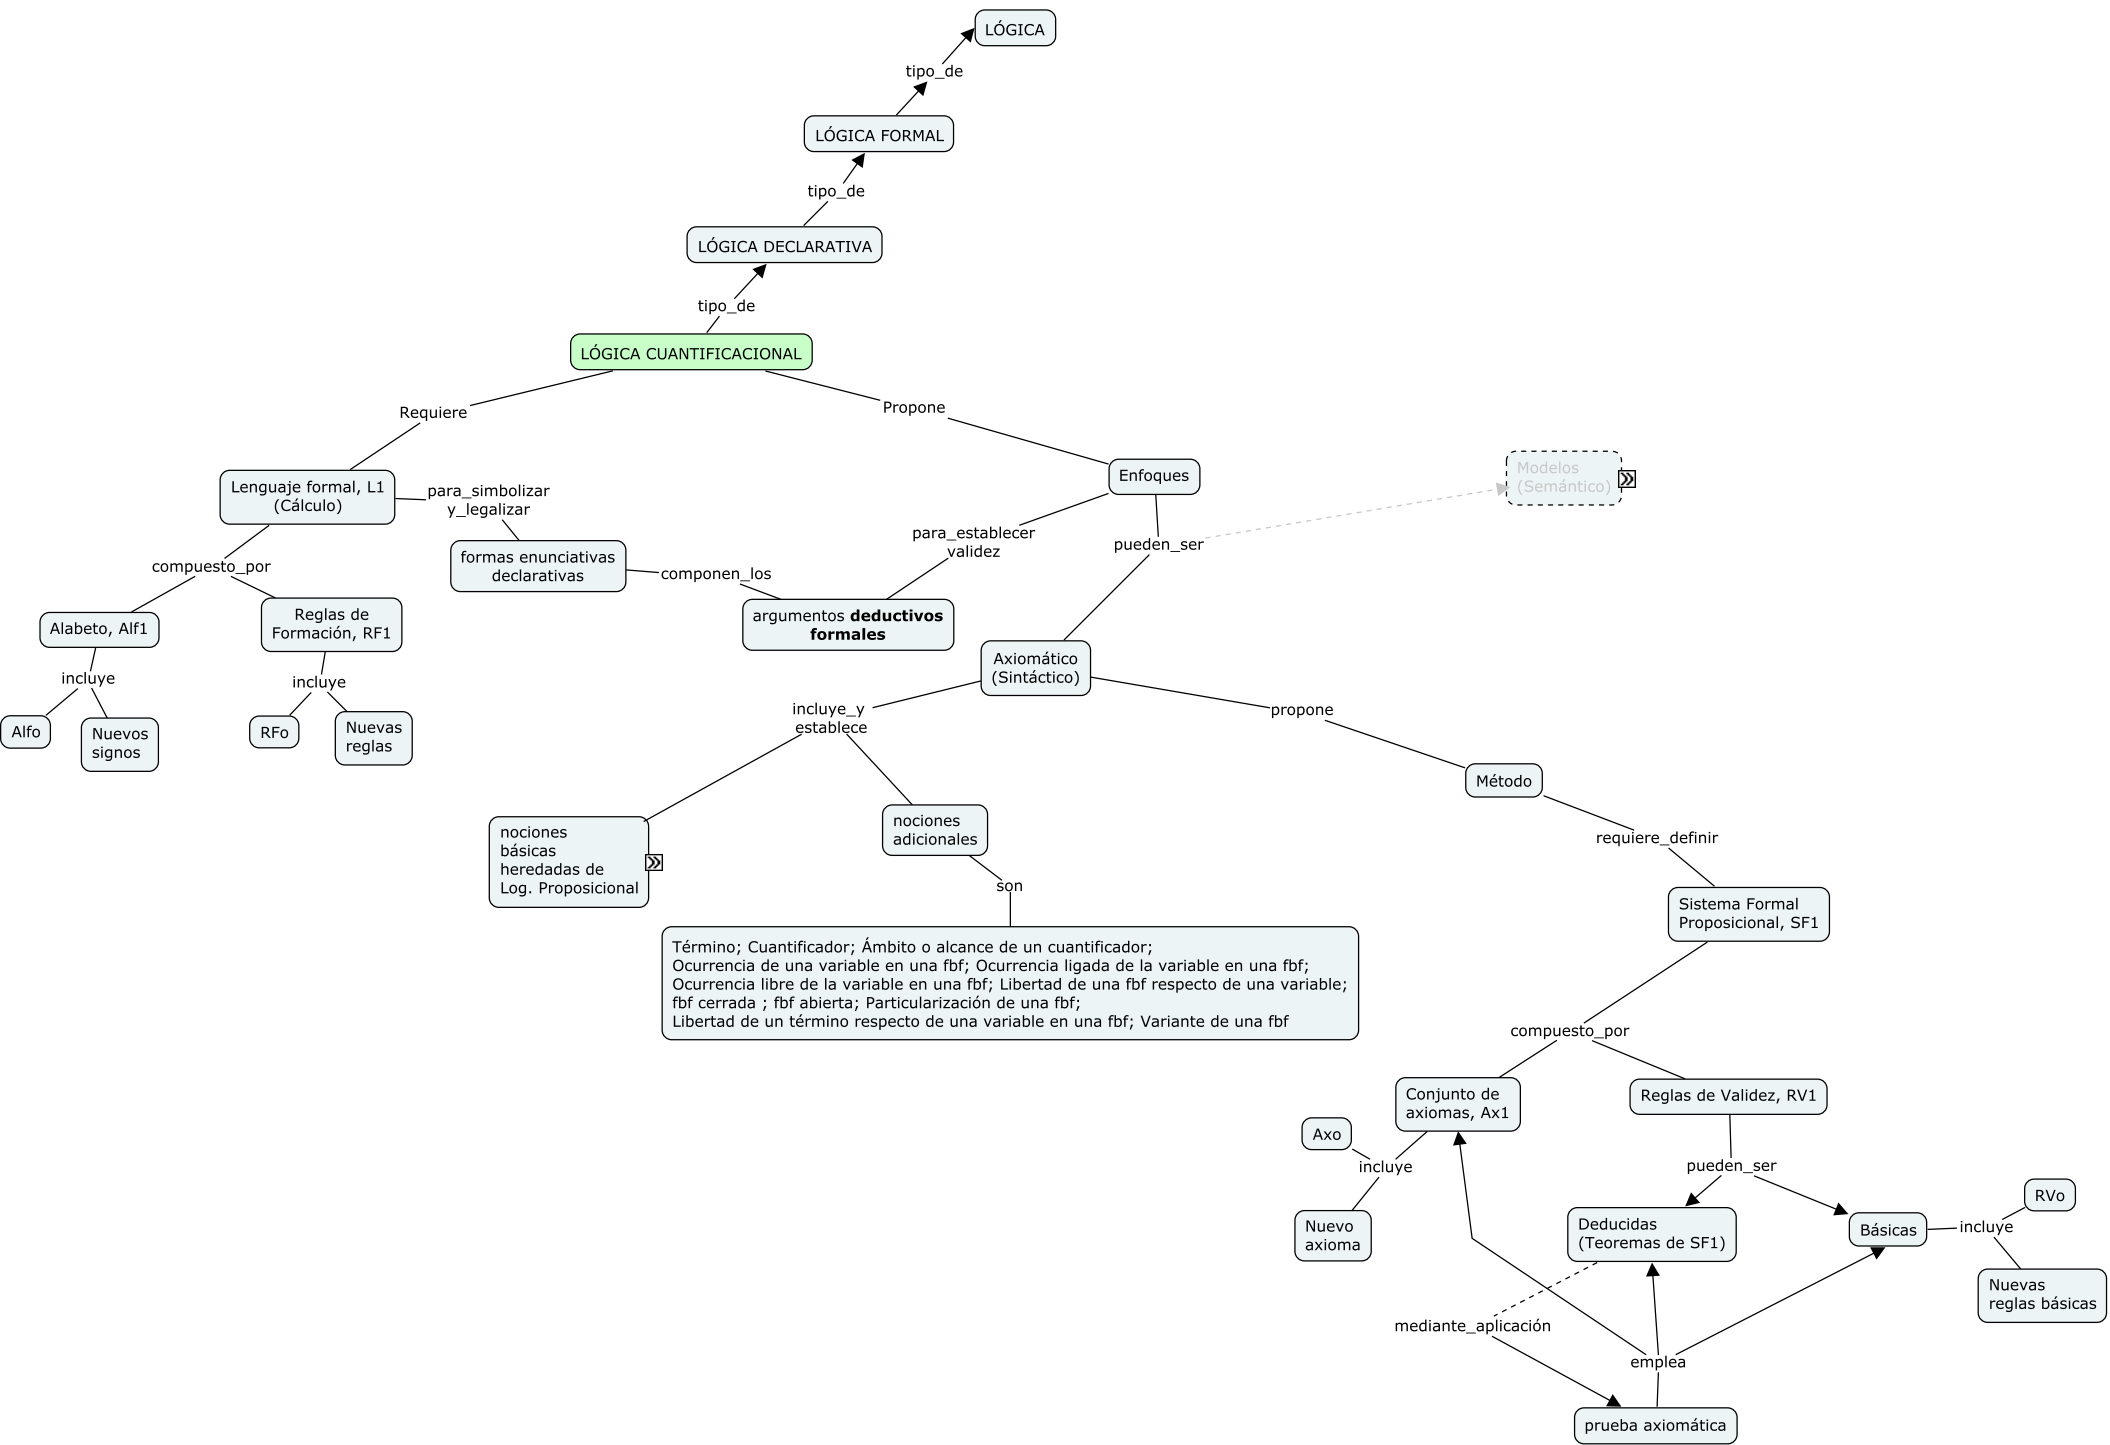 LÓGICA
tipo_de
LÓGICA FORMAL
tipo_de
LÓGICA DECLARATIVA
tipo_de
LÓGICA CUANTIFICACIONAL
Requiere
Propone
Lenguaje formal, L1
(Cálculo)
para_simbolizar
y_legalizar
formas enunciativas
declarativas
componen_los
argumentos deductivos
formales
Enfoques
para_establecer
validez
pueden_ser
Modelos
(Semántico)
compuesto_por
Alabeto, Alf1
incluye
Alfo
Nuevos
signos
Reglas de
Formación, RF1
incluye
RFo
Nuevas
reglas
Axiomático
(Sintáctico)
incluye_y
establece
nociones
básicas
heredadas de
Log. Proposicional
nociones
adicionales
son
Término; Cuantificador; Ámbito o alcance de un cuantificador;
Ocurrencia de una variable en una fbf; Ocurrencia ligada de la variable en una fbf;
Ocurrencia libre de la variable en una fbf; Libertad de una fbf respecto de una variable;
fbf cerrada ; fbf abierta; Particularización de una fbf;
Libertad de un término respecto de una variable en una fbf; Variante de una fbf
propone
Método
requiere_definir
Sistema Formal
Proposicional, SF1
compuesto_por
Conjunto de
axiomas, Ax1
Axo
incluye
Nuevo
axioma
Reglas de Validez, RV1
pueden_ser
Deducidas
(Teoremas de SF1)
Básicas
incluye
RVo
Nuevas
reglas básicas
mediante_aplicación
emplea
prueba axiomática